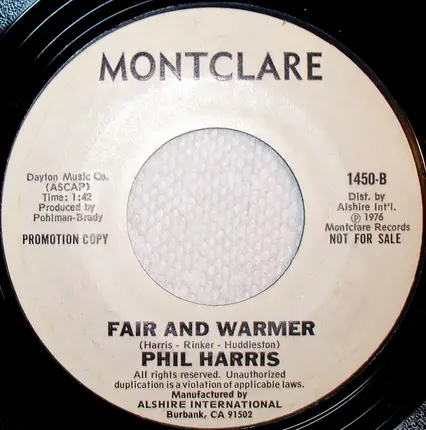 MONTCLARE
Dayton Music Co.
(ASCAP)
Time: 1:42
Produced by
Pohlman-Brady
PROMOTION COPY
1450-B
Dist. by
Alshire Int'l.
℗ 1976
Montclare Records
NOT FOR SALE
FAIR AND WARMER
(Harris - Rinker - Huddleston)
PHIL HARRIS
All rights reserved. Unauthorized
duplication is a violation of applicable laws.
Manufactured by
ALSHIRE INTERNATIONAL
Burbank, CA 91502